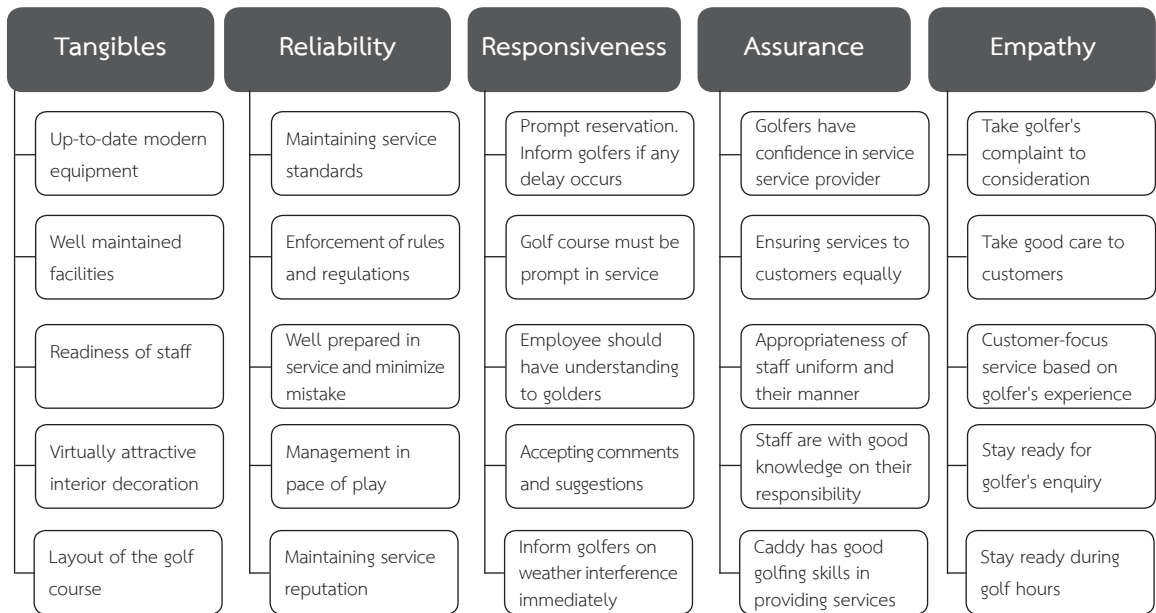 Tangibles
Up-to-date modern
equipment
Well maintained
facilities
Readiness of staff
Virtually attractive
interior decoration
Layout of the golf
course
Reliability
Maintaining service
standards
Enforcement of rules
and regulations
Well prepared in
service and minimize
mistake
Management in
pace of play
Maintaining service
reputation
Responsiveness
Prompt reservation.
Inform golfers if any
delay occurs
Golf course must be
prompt in service
Employee should
have understanding
to golders
Accepting comments
and suggestions
Inform golfers on
weather interference
immediately
Assurance
Golfers have
confidence in service
service provider
Ensuring services to
customers equally
Appropriateness of
staff uniform and
their manner
Staff are with good
knowledge on their
responsibility
Caddy has good
golfing skills in
providing services
Empathy
Take golfer's
complaint to
consideration
Take good care to
customers
Customer-focus
service based on
golfer's experience
Stay ready for
golfer's enquiry
Stay ready during
golf hours